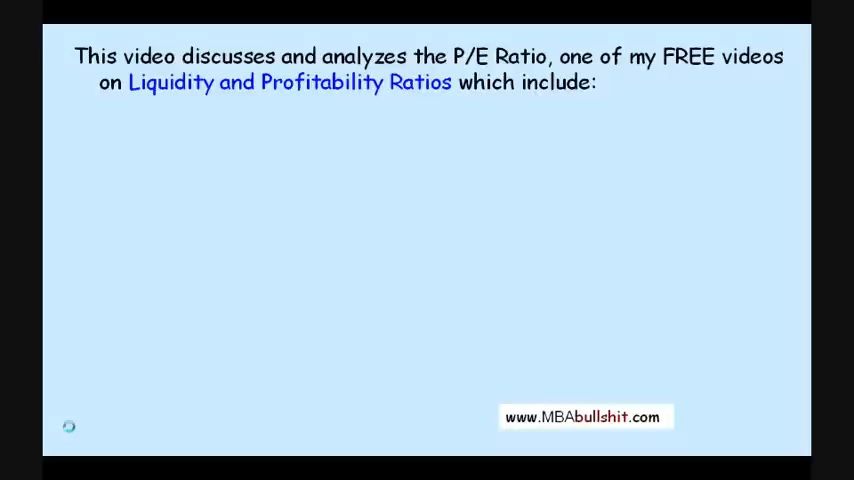 This video discusses and analyzes the P/E Ratio, one of my FREE videos
on Liquidity and Profitability Ratios which include:
www.MBAbullshit.com